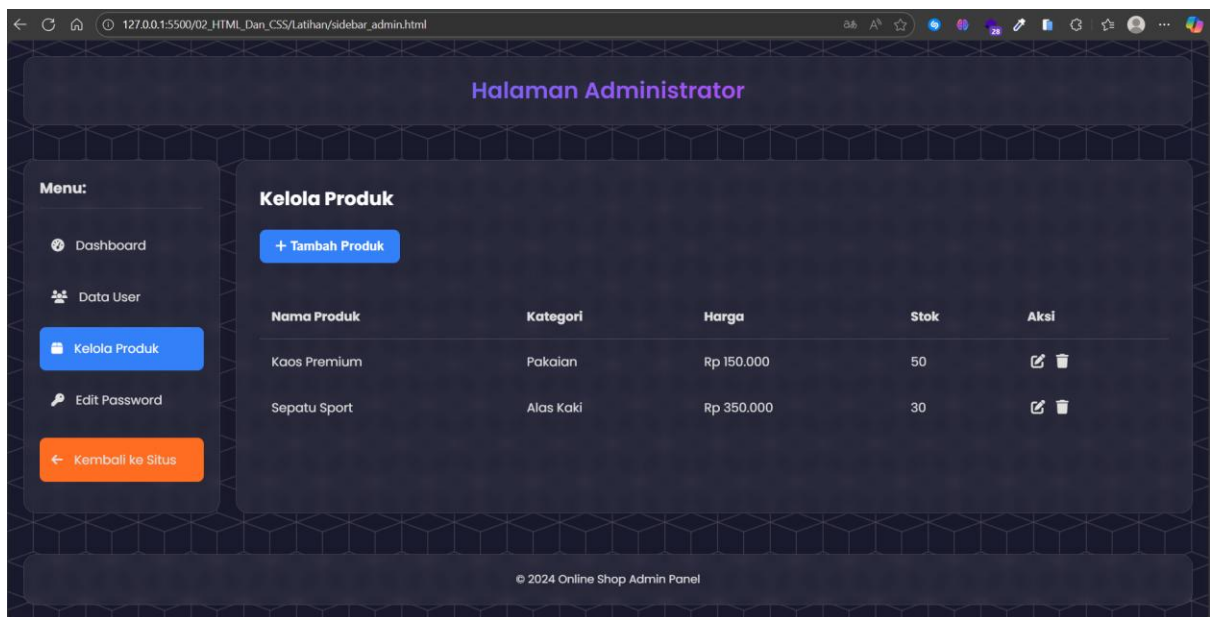 127.0.0.1:5500/02_HTML_Dan_CSS/Latihan/sidebar_admin.html
28
Halaman Administrator
Menu:
Dashboard
Data User
Kelola Produk
Edit Password
Kembali ke Situs
Kelola Produk
+ Tambah Produk
Nama Produk Kategori Harga Stok Aksi
Kaos Premium Pakaian Rp 150.000 50
Sepatu Sport Alas Kaki Rp 350.000 30
© 2024 Online Shop Admin Panel